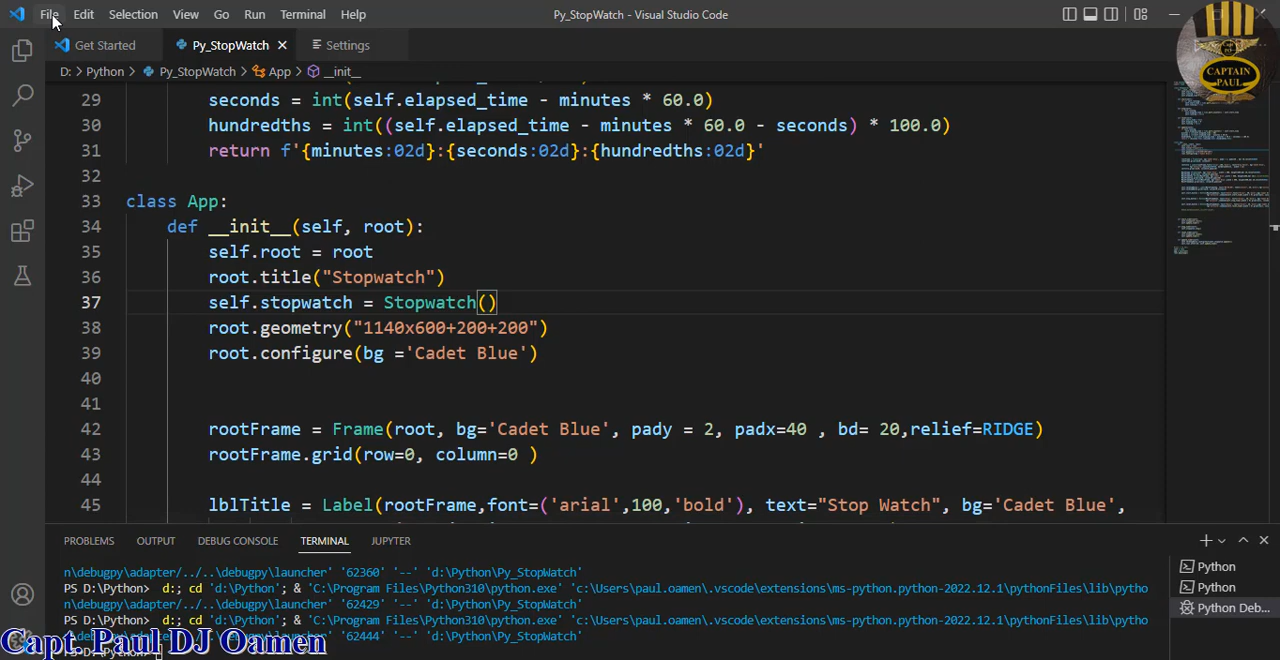 File Edit Selection View Go Run Terminal Help Py_StopWatch - Visual Studio Code
Get Started Py_StopWatch Settings
D: > Python > Py_StopWatch > App > __init__
CAPTAIN PAUL
29 seconds = int(self.elapsed_time - minutes * 60.0)
30 hundredths = int((self.elapsed_time - minutes * 60.0 - seconds) * 100.0)
31 return f'{minutes:02d}:{seconds:02d}:{hundredths:02d}'
32
33 class App:
34 def __init__(self, root):
35 self.root = root
36 root.title("Stopwatch")
37 self.stopwatch = Stopwatch()
38 root.geometry("1140x600+200+200")
39 root.configure(bg ='Cadet Blue')
40
41
42 rootFrame = Frame(root, bg='Cadet Blue', pady = 2, padx=40 , bd= 20,relief=RIDGE)
43 rootFrame.grid(row=0, column=0 )
44
45 lblTitle = Label(rootFrame,font=('arial',100,'bold'), text="Stop Watch", bg='Cadet Blue',
PROBLEMS OUTPUT DEBUG CONSOLE TERMINAL JUPYTER
n\debugpy\adapter/../..\debugpy\launcher' '62360' '--' 'd:\Python\Py_StopWatch'
PS D:\Python> d:; cd 'd:\Python'; & 'C:\Program Files\Python310\python.exe' 'c:\Users\paul.oamen\.vscode\extensions\ms-python.python-2022.12.1\pythonFiles\lib\pytho
n\debugpy\adapter/../..\debugpy\launcher' '62429' '--' 'd:\Python\Py_StopWatch'
PS D:\Python> d:; cd 'd:\Python'; & 'C:\Program Files\Python310\python.exe' 'c:\Users\paul.oamen\.vscode\extensions\ms-python.python-2022.12.1\pythonFiles\lib\pytho
debugpy\adapter/../..\debugpy\launcher' '62444' '--' 'd:\Python\Py_StopWatch'
PS D:\Python>
Python
Python
Python Deb...
Capt. Paul DJ Oamen